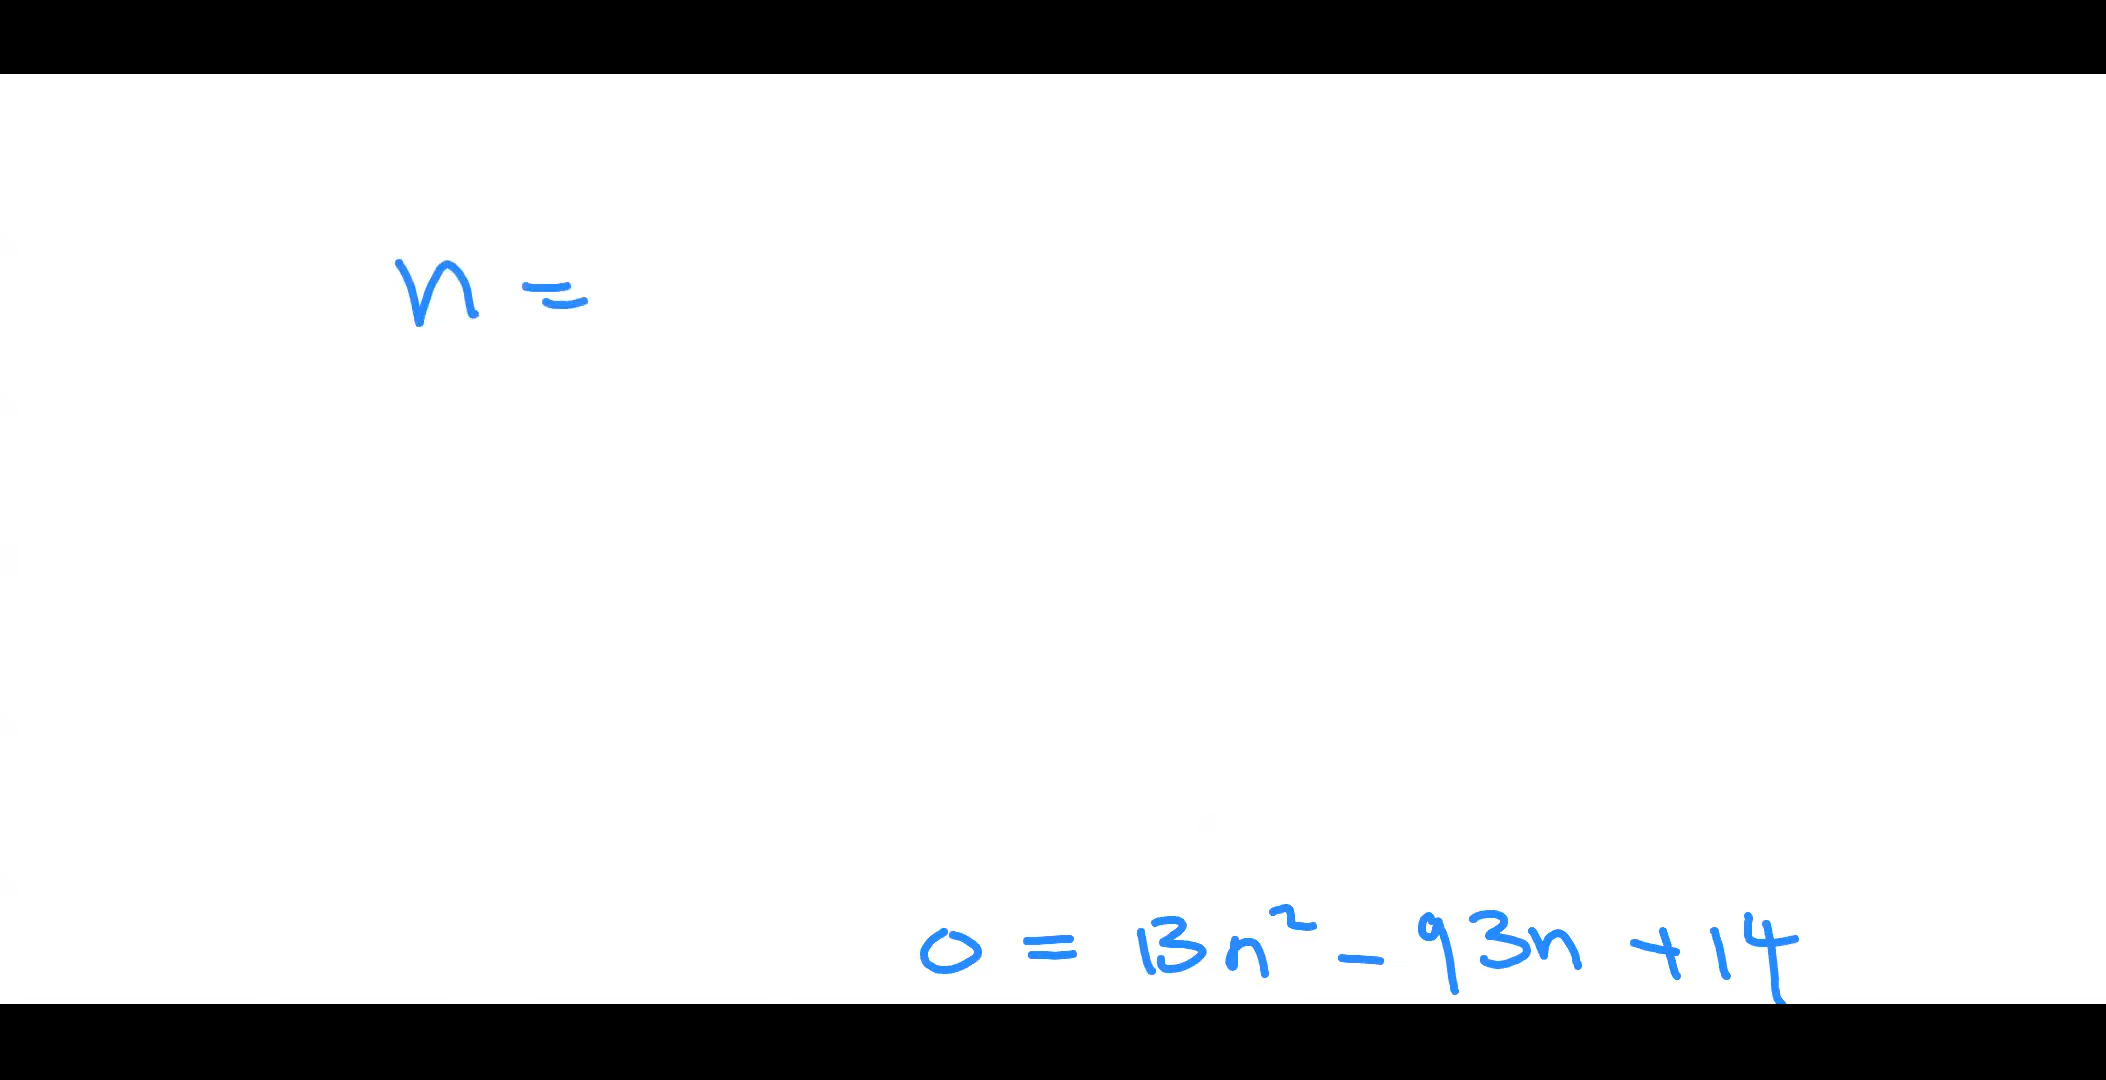 n =
0 = 13n² - 93n + 14